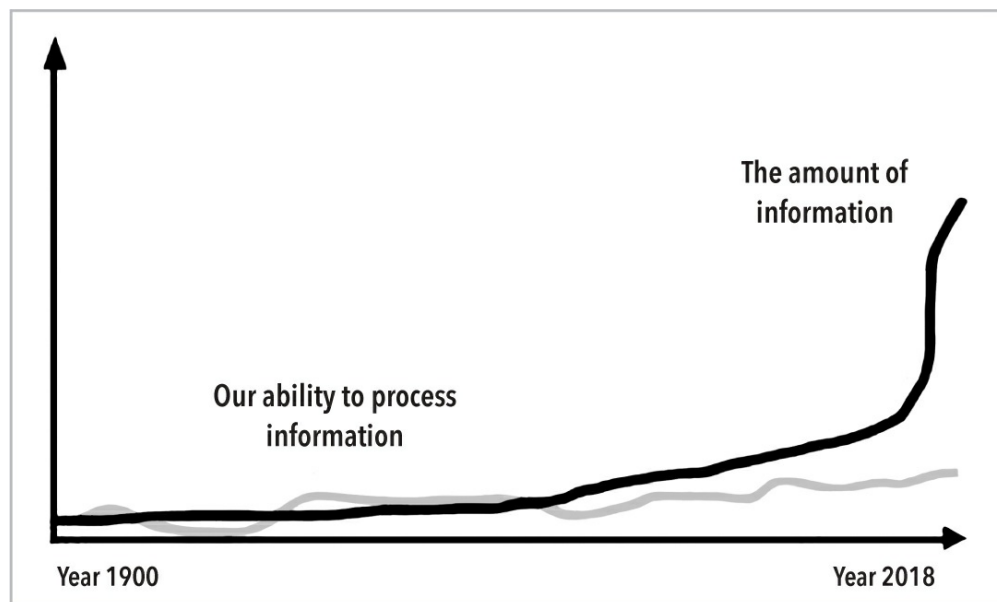 The amount of
information
Our ability to process
information
Year 1900
Year 2018